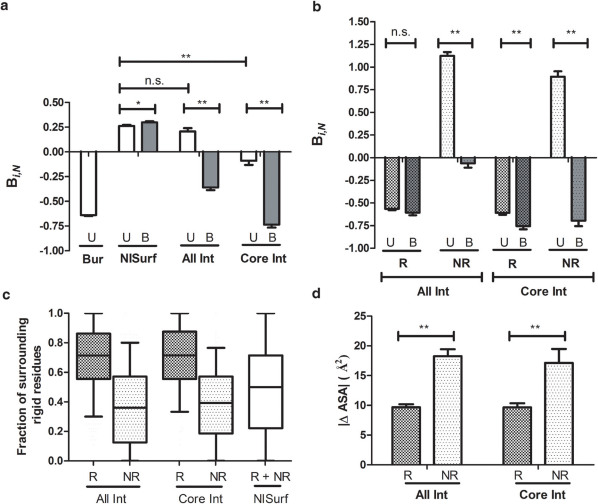 a
**
n.s.
*
**
**
0.50
0.25
0.00
-0.25
-0.50
-0.75
-1.00
B_{i,N}
U U B U B U B
Bur NISurf All Int Core Int
b
n.s. ** ** **
1.25
1.00
0.75
0.50
0.25
0.00
-0.25
-0.50
-0.75
-1.00
B_{i,N}
U B U B U B U B
R NR R NR
All Int Core Int
c
Fraction of surrounding
rigid residues
1.0
0.8
0.6
0.4
0.2
0.0
R NR R NR R + NR
All Int Core Int NISurf
d
** **
|Δ ASA| ( Å²)
25
20
15
10
5
0
R NR R NR
All Int Core Int